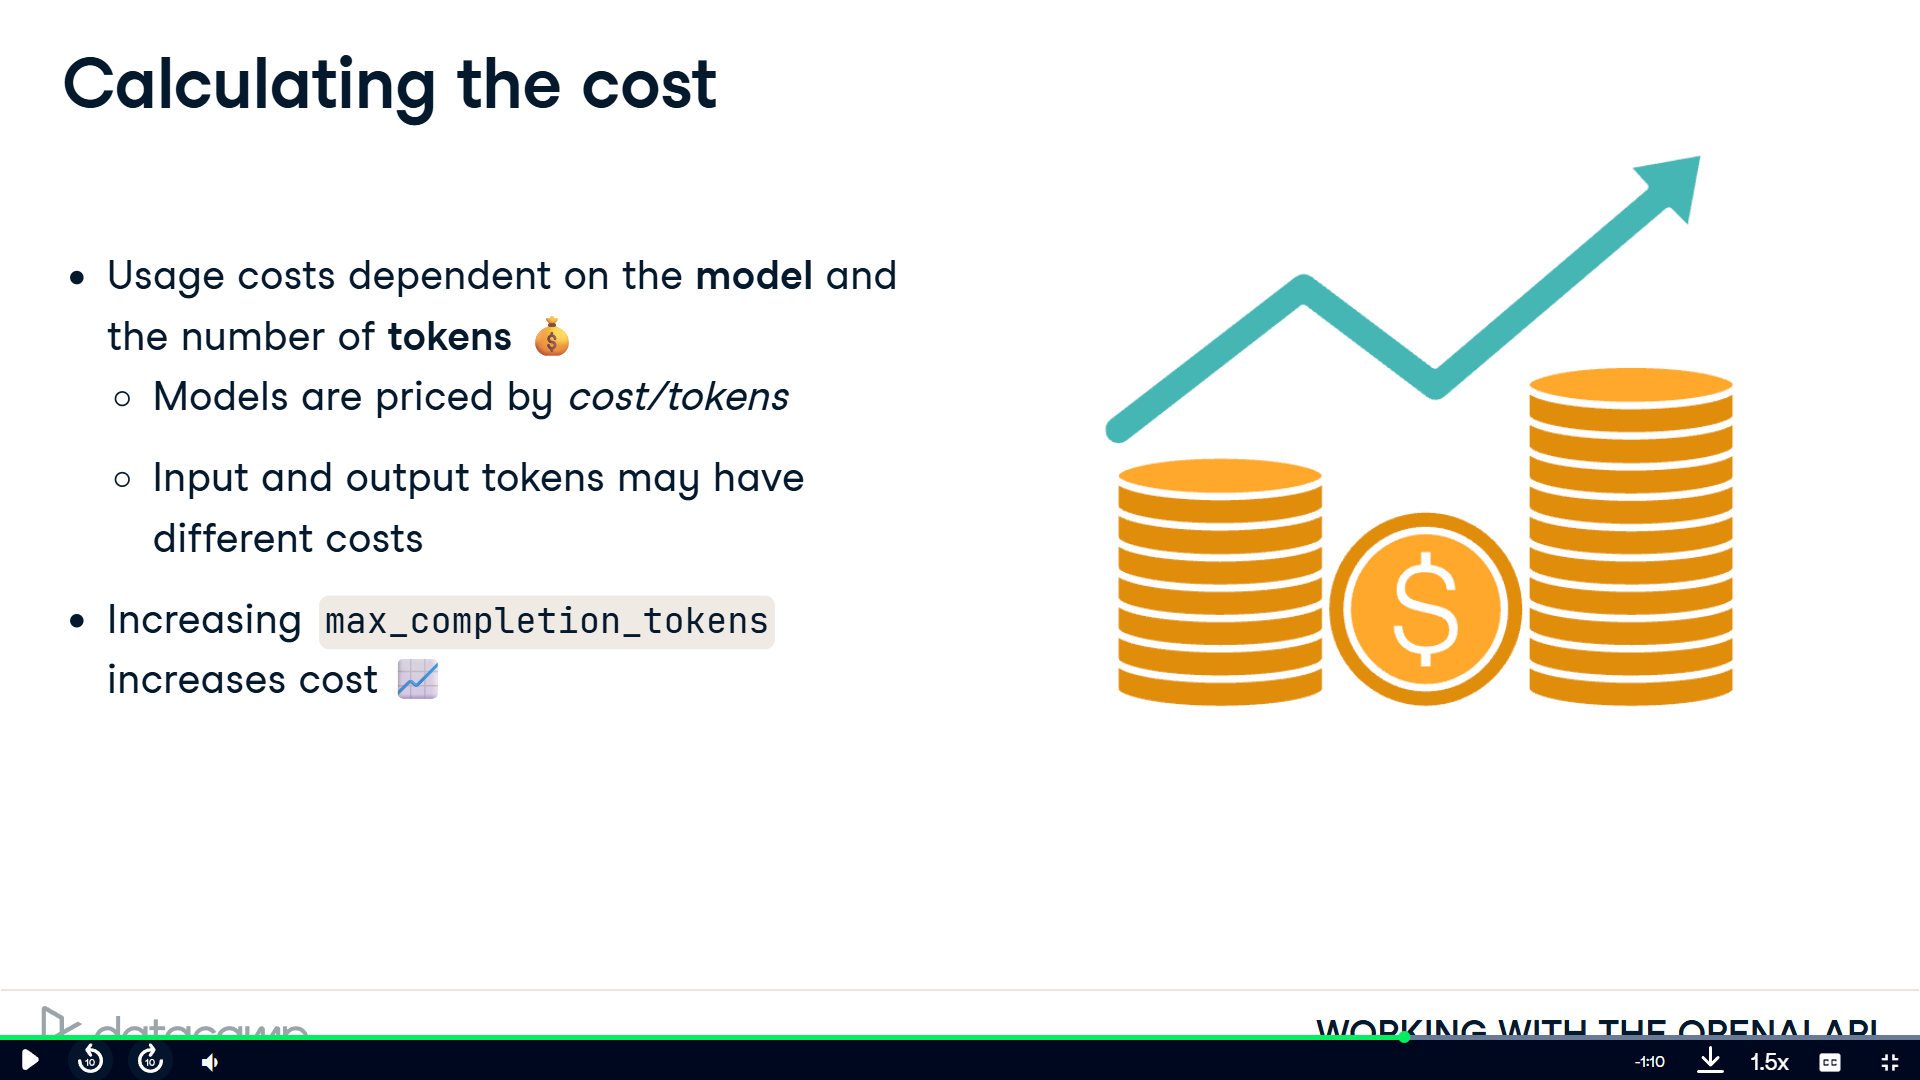 Calculating the cost
Usage costs dependent on the model and
the number of tokens
Models are priced by cost/tokens
Input and output tokens may have
different costs
Increasing max_completion_tokens
increases cost
datacamp
WORKING WITH THE OPENAI API
10
10
-1:10
1.5x
CC